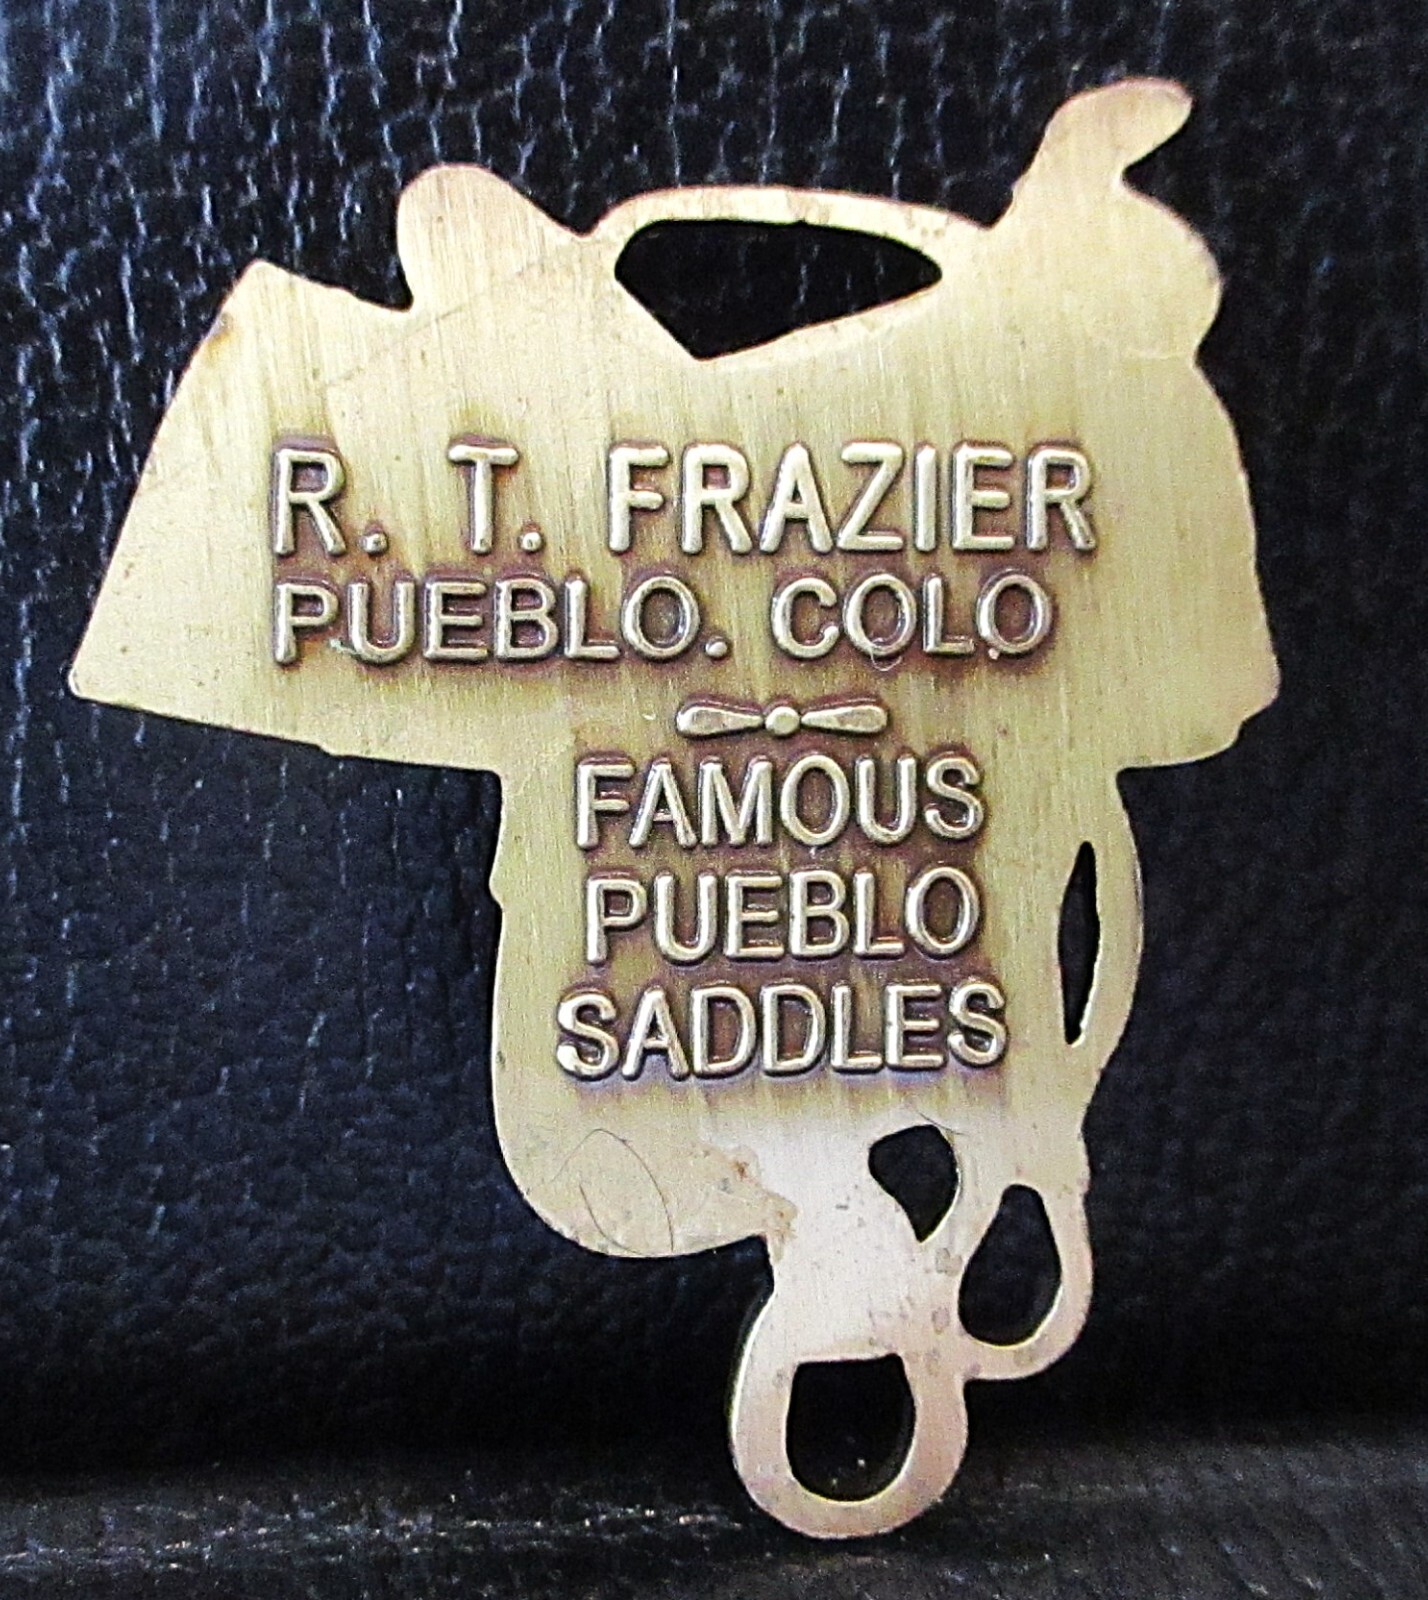 R. T. FRAZIER
PUEBLO. COLO
FAMOUS
PUEBLO
SADDLES